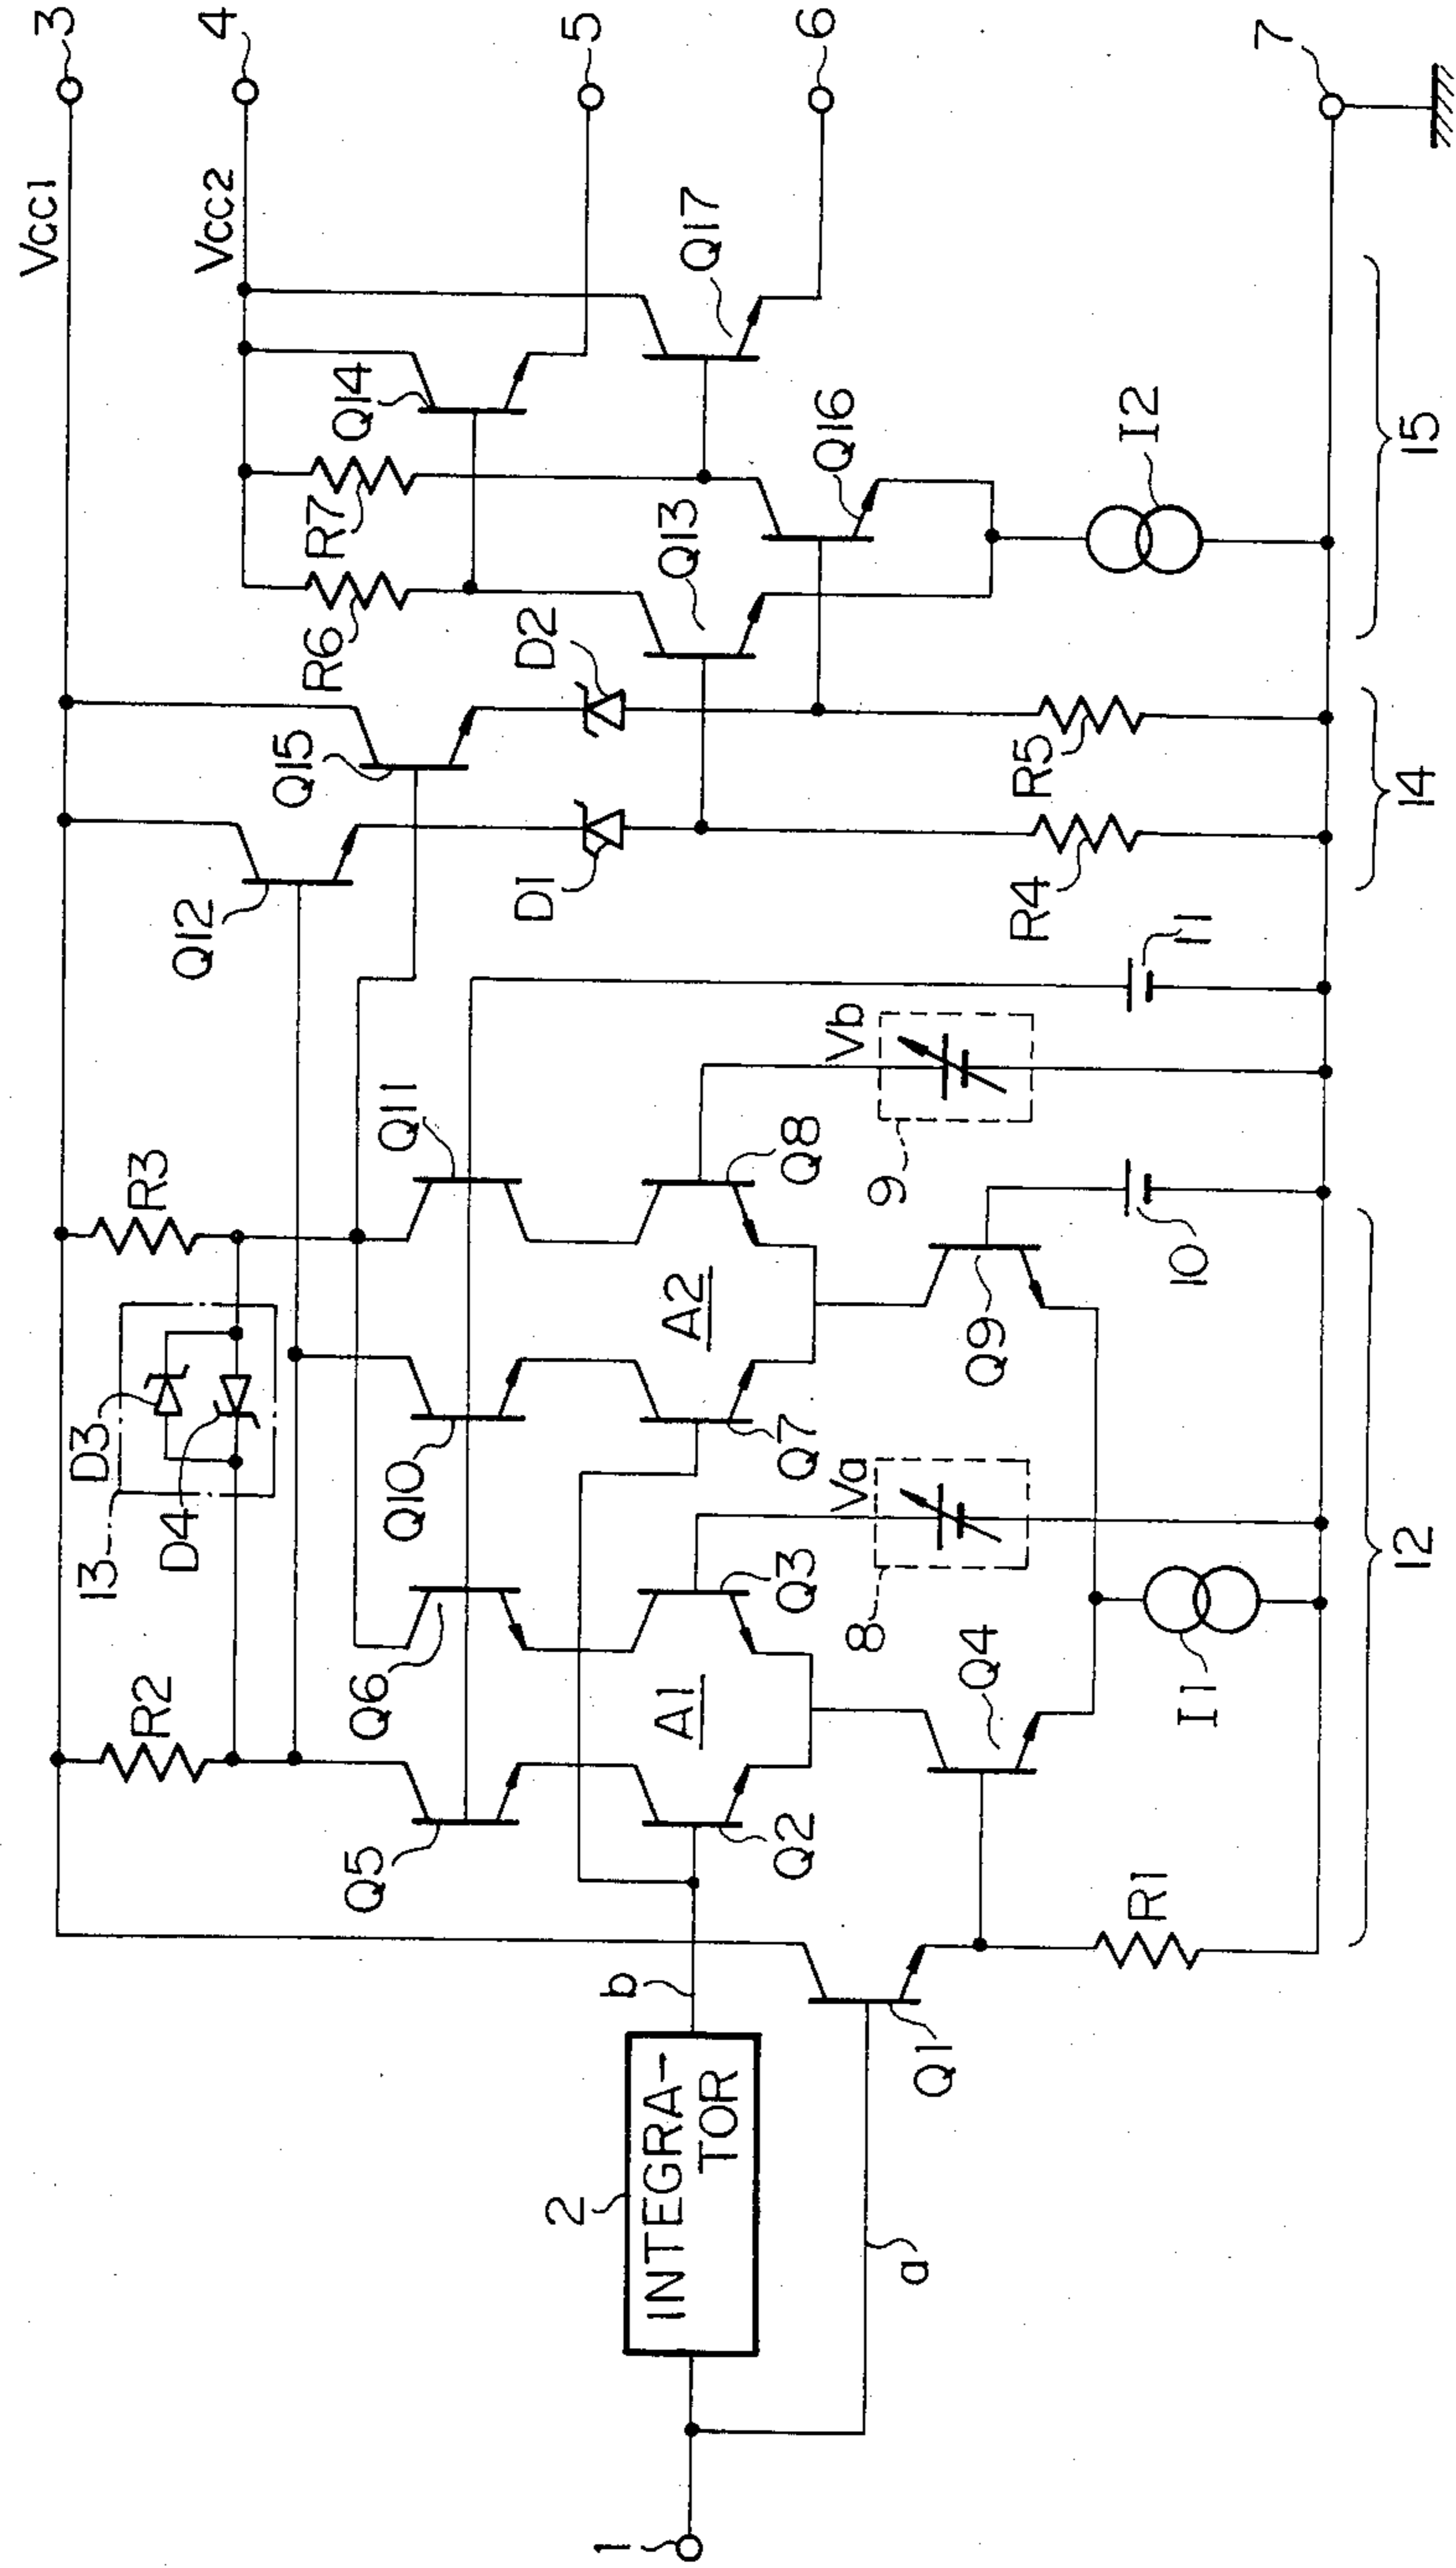 VCC1
3
VCC2
4
5
6
7
R2
R3
13
D3
D4
Q12
Q15
R6
R7
Q14
Q5
Q6
Q10
Q11
D1
D2
Q13
Q17
A1
A2
Q2
Q3
Q7
Q8
Va
Vb
8
9
Q16
1
2
INTEGRA-
TOR
b
a
Q1
Q4
Q9
R1
I1
10
11
R4
R5
I2
12
14
15